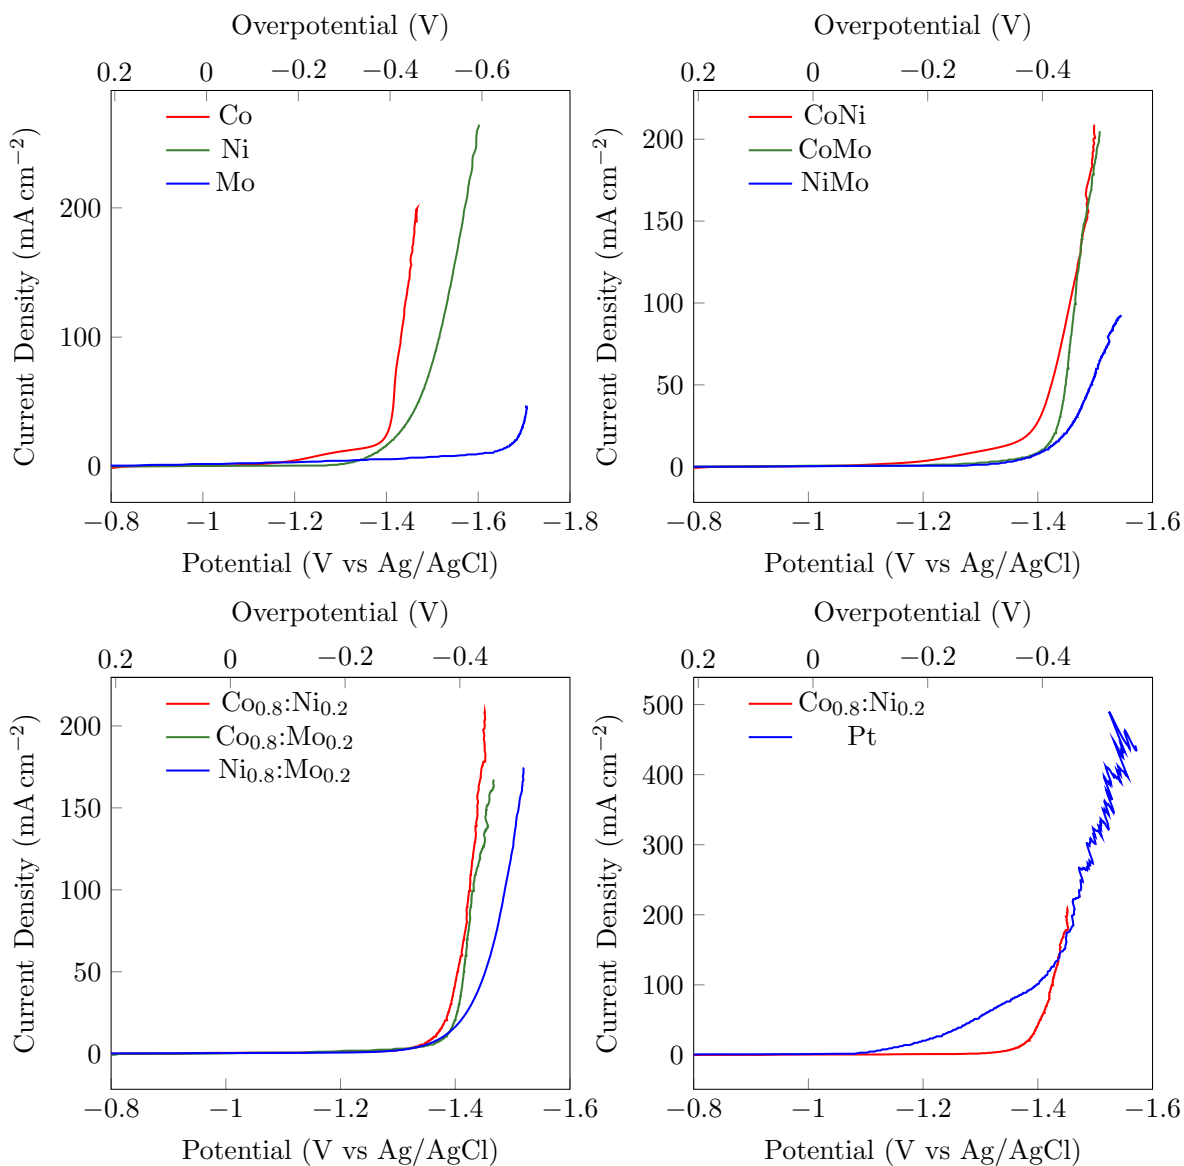 Overpotential (V)
0.2 0 −0.2 −0.4 −0.6
Co
Ni
Mo
Current Density (mA cm−2)
200
100
0
−0.8 −1 −1.2 −1.4 −1.6 −1.8
Potential (V vs Ag/AgCl)
Overpotential (V)
0.2 0 −0.2 −0.4
CoNi
CoMo
NiMo
Current Density (mA cm−2)
200
150
100
50
0
−0.8 −1 −1.2 −1.4 −1.6
Potential (V vs Ag/AgCl)
Overpotential (V)
0.2 0 −0.2 −0.4
Co0.8:Ni0.2
Co0.8:Mo0.2
Ni0.8:Mo0.2
Current Density (mA cm−2)
200
150
100
50
0
−0.8 −1 −1.2 −1.4 −1.6
Potential (V vs Ag/AgCl)
Overpotential (V)
0.2 0 −0.2 −0.4
Co0.8:Ni0.2
Pt
Current Density (mA cm−2)
500
400
300
200
100
0
−0.8 −1 −1.2 −1.4 −1.6
Potential (V vs Ag/AgCl)